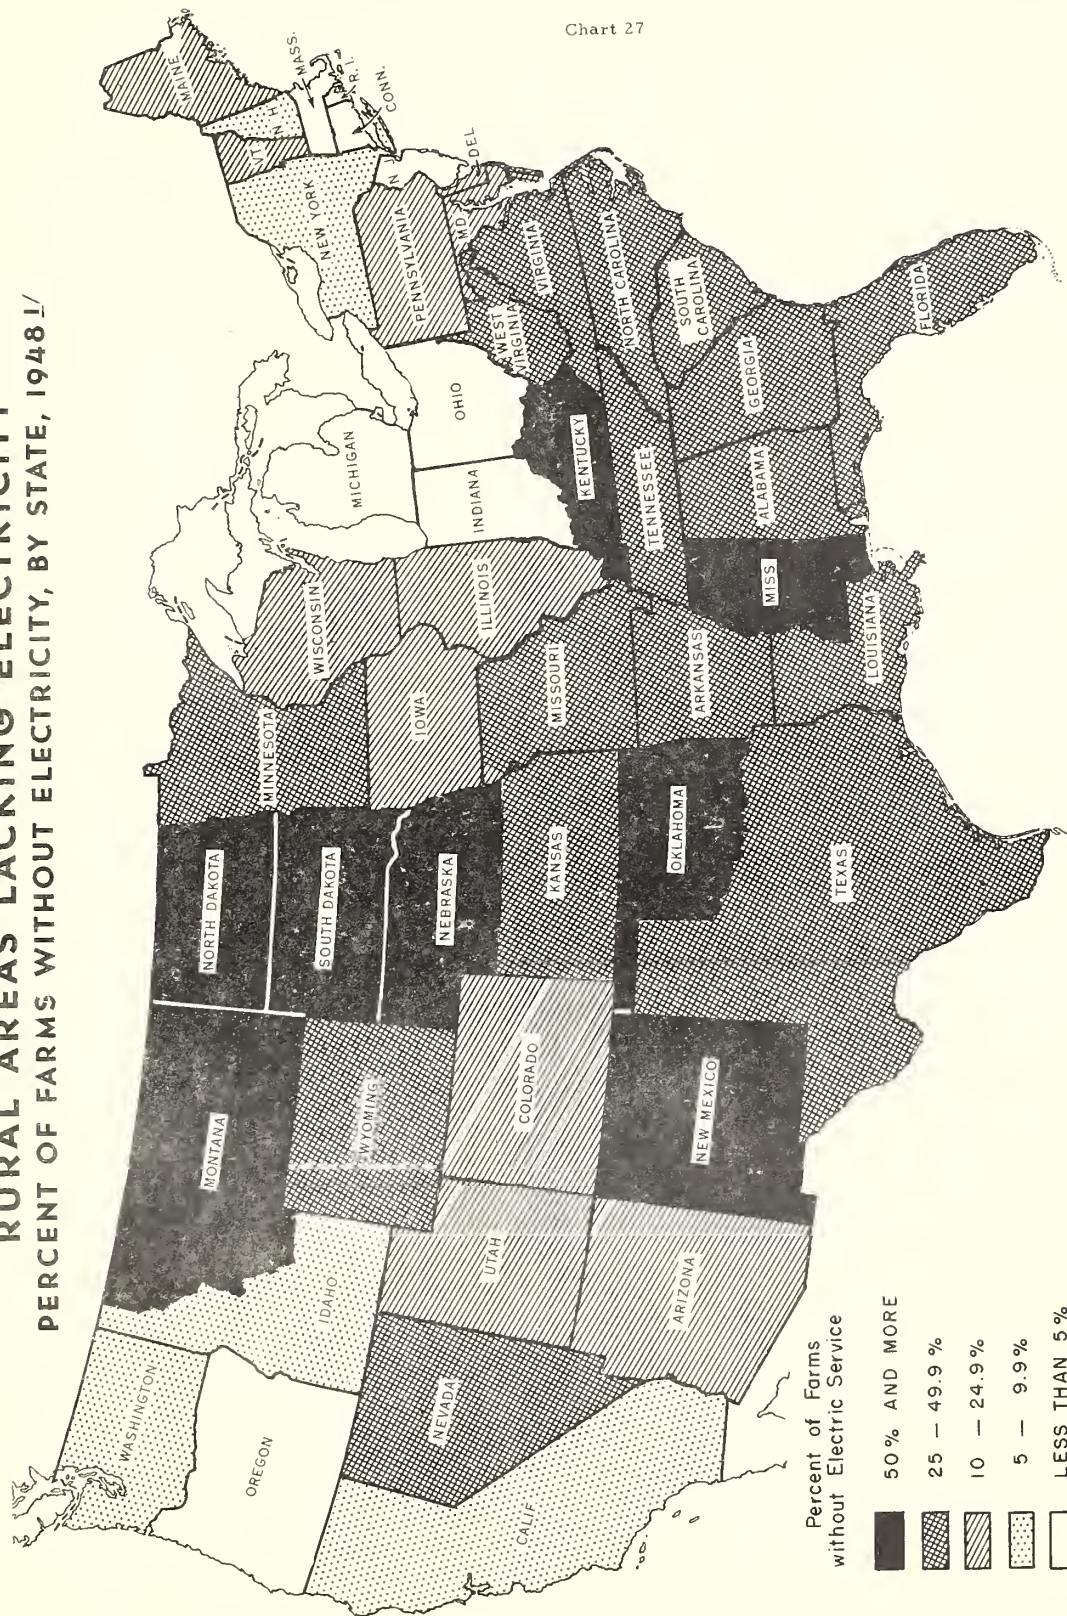 Chart 27
RURAL AREAS LACKING ELECTRICITY
PERCENT OF FARMS WITHOUT ELECTRICITY, BY STATE, 1948 1/
WASHINGTON
OREGON
CALIF
IDAHO
NEVADA
MONTANA
WYOMING
UTAH
ARIZONA
COLORADO
NEW MEXICO
NORTH DAKOTA
SOUTH DAKOTA
NEBRASKA
KANSAS
OKLAHOMA
TEXAS
MINNESOTA
IOWA
MISSOURI
ARKANSAS
LOUISIANA
WISCONSIN
ILLINOIS
MICHIGAN
INDIANA
OHIO
KENTUCKY
TENNESSEE
MISS
ALABAMA
GEORGIA
FLORIDA
SOUTH
CAROLINA
NORTH CAROLINA
VIRGINIA
WEST
VIRGINIA
PENNSYLVANIA
MD
DEL
N
NEW YORK
VT
N H
MAINE
MASS.
R.I.
CONN.
Percent of Farms
without Electric Service
50% AND MORE
25 — 49.9%
10 — 24.9%
5 — 9.9%
LESS THAN 5%